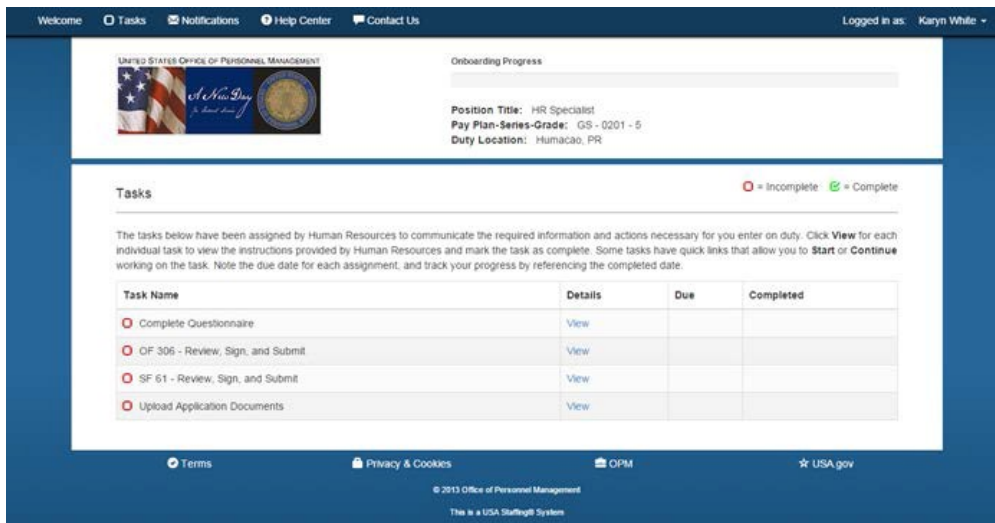 Welcome Tasks Notifications Help Center Contact Us Logged in as: Karyn White
UNITED STATES OFFICE OF PERSONNEL MANAGEMENT
A New Day
for federal service
Onboarding Progress
Position Title: HR Specialist
Pay Plan-Series-Grade: GS - 0201 - 5
Duty Location: Humacao, PR
Tasks
= Incomplete = Complete
The tasks below have been assigned by Human Resources to communicate the required information and actions necessary for you enter on duty. Click View for each
individual task to view the instructions provided by Human Resources and mark the task as complete. Some tasks have quick links that allow you to Start or Continue
working on the task. Note the due date for each assignment, and track your progress by referencing the completed date.
Task Name Details Due Completed
Complete Questionnaire View
OF 306 - Review, Sign, and Submit View
SF 61 - Review, Sign, and Submit View
Upload Application Documents View
Terms Privacy & Cookies OPM USA.gov
© 2013 Office of Personnel Management
This is a USA Staffing® System